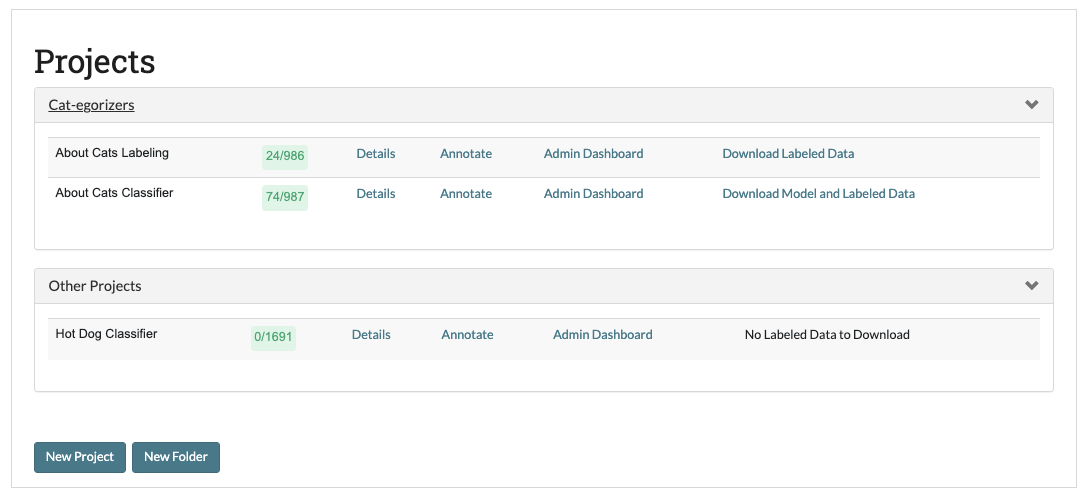 Projects
Cat-egorizers
About Cats Labeling 24/986 Details Annotate Admin Dashboard Download Labeled Data
About Cats Classifier 74/987 Details Annotate Admin Dashboard Download Model and Labeled Data
Other Projects
Hot Dog Classifier 0/1691 Details Annotate Admin Dashboard No Labeled Data to Download
New Project New Folder